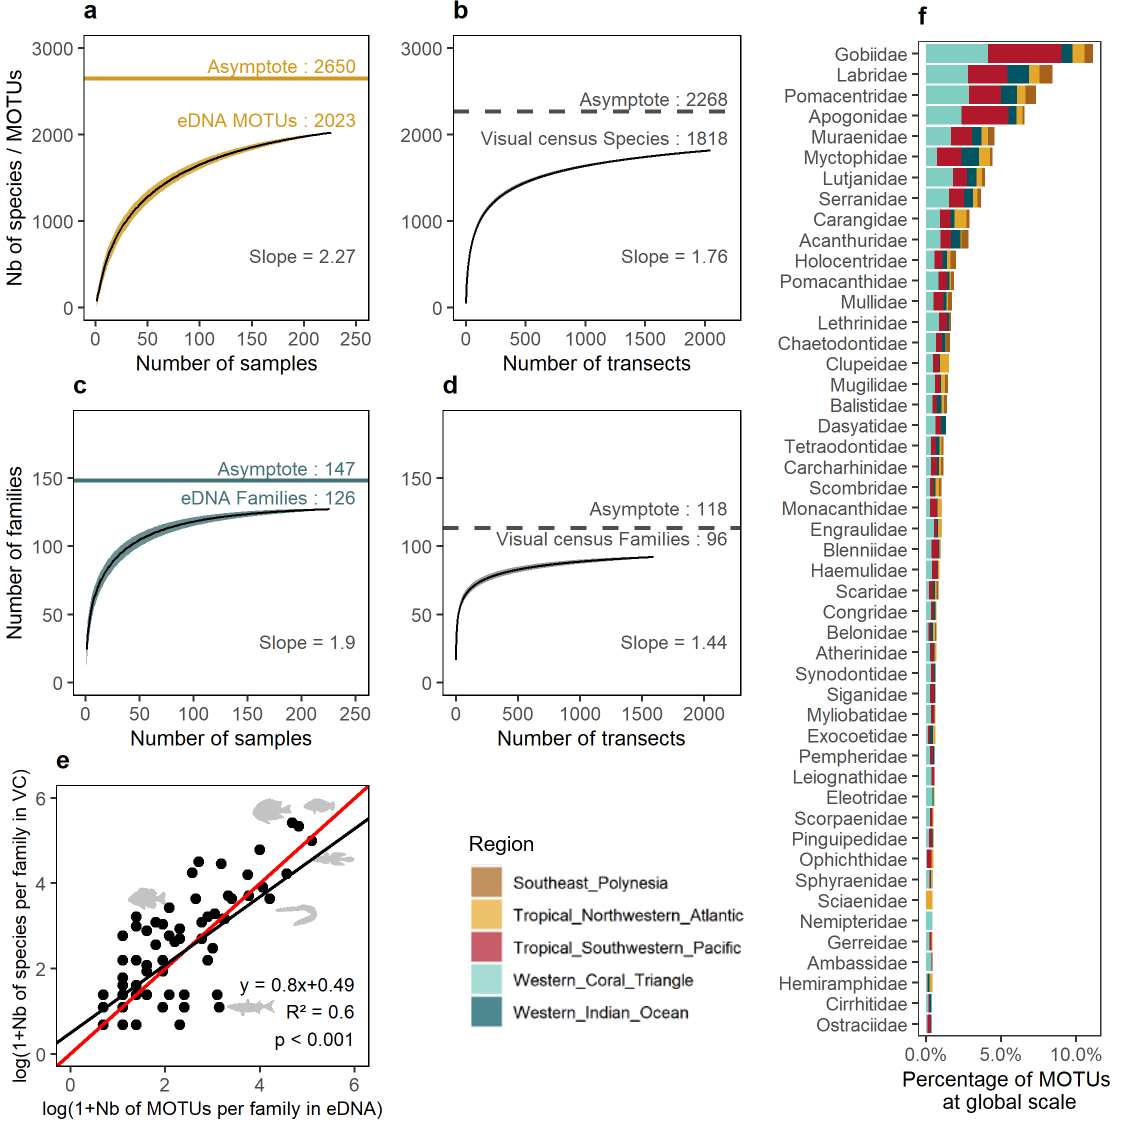 a
Nb of species / MOTUs
3000
2000
1000
0
Asymptote : 2650
eDNA MOTUs : 2023
Slope = 2.27
0 50 100 150 200 250
Number of samples
b
3000
2000
1000
0
Asymptote : 2268
Visual census Species : 1818
Slope = 1.76
0 500 1000 1500 2000
Number of transects
c
Number of families
150
100
50
0
Asymptote : 147
eDNA Families : 126
Slope = 1.9
0 50 100 150 200 250
Number of samples
d
150
100
50
0
Asymptote : 118
Visual census Families : 96
Slope = 1.44
0 500 1000 1500 2000
Number of transects
e
log(1+Nb of species per family in VC)
6
4
2
0
y = 0.8x+0.49
R² = 0.6
p < 0.001
0 2 4 6
log(1+Nb of MOTUs per family in eDNA)
Region
Southeast_Polynesia
Tropical_Northwestern_Atlantic
Tropical_Southwestern_Pacific
Western_Coral_Triangle
Western_Indian_Ocean
f
Gobiidae
Labridae
Pomacentridae
Apogonidae
Muraenidae
Myctophidae
Lutjanidae
Serranidae
Carangidae
Acanthuridae
Holocentridae
Pomacanthidae
Mullidae
Lethrinidae
Chaetodontidae
Clupeidae
Mugilidae
Balistidae
Dasyatidae
Tetraodontidae
Carcharhinidae
Scombridae
Monacanthidae
Engraulidae
Blenniidae
Haemulidae
Scaridae
Congridae
Belonidae
Atherinidae
Synodontidae
Siganidae
Myliobatidae
Exocoetidae
Pempheridae
Leiognathidae
Eleotridae
Scorpaenidae
Pinguipedidae
Ophichthidae
Sphyraenidae
Sciaenidae
Nemipteridae
Gerreidae
Ambassidae
Hemiramphidae
Cirrhitidae
Ostraciidae
0.0% 5.0% 10.0%
Percentage of MOTUs
at global scale